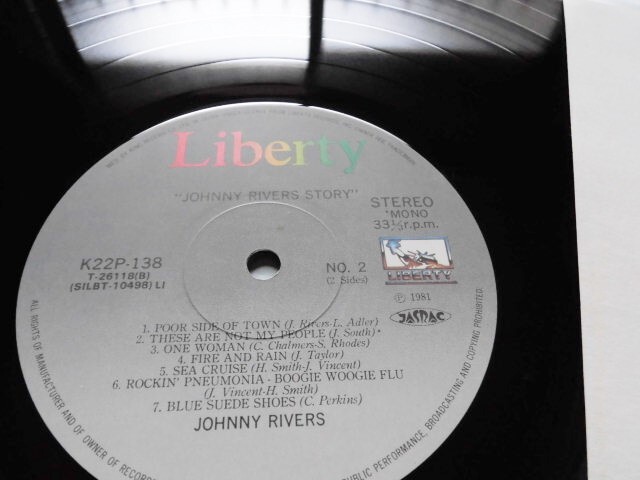 Liberty
"JOHNNY RIVERS STORY"
STEREO
*MONO
33⅓r.p.m.
K22P-138
T-26118(B)
(SILBT-10498) LI
NO. 2
(2 Sides)
LIBERTY
Ⓟ 1981
JASRAC
1. POOR SIDE OF TOWN (J. Rivers-L. Adler)
2. THESE ARE NOT MY PEOPLE (J. South)*
3. ONE WOMAN (C. Chalmers-S. Rhodes)
4. FIRE AND RAIN (J. Taylor)
5. SEA CRUISE (H. Smith-J. Vincent)
6. ROCKIN' PNEUMONIA - BOOGIE WOOGIE FLU
(J. Vincent-H. Smith)
7. BLUE SUEDE SHOES (C. Perkins)
JOHNNY RIVERS
ALL RIGHTS OF MANUFACTURER AND OF OWNER OF RECOR
PUBLIC PERFORMANCE, BROADCASTING AND COPYING PROHIBITED.